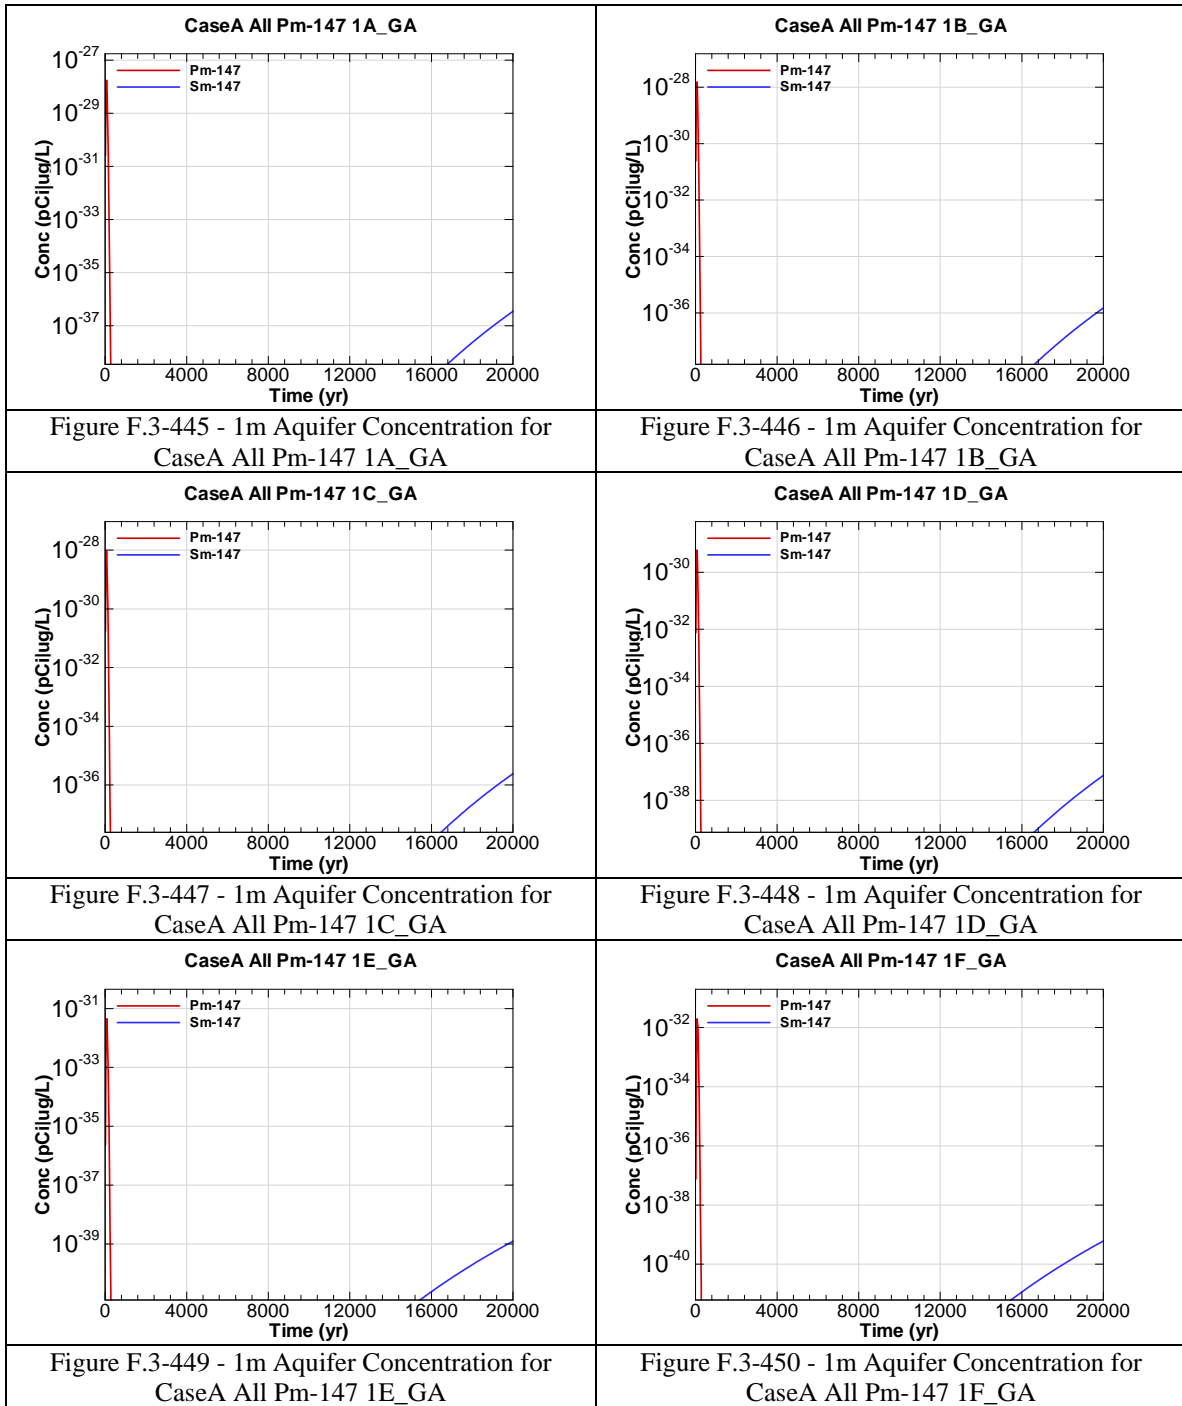 CaseA All Pm-147 1A_GA
Pm-147
Sm-147
Conc (pCi|ug/L)
10-27
10-29
10-31
10-33
10-35
10-37
0 4000 8000 12000 16000 20000
Time (yr)
Figure F.3-445 - 1m Aquifer Concentration for
CaseA All Pm-147 1A_GA
CaseA All Pm-147 1B_GA
Pm-147
Sm-147
Conc (pCi|ug/L)
10-28
10-30
10-32
10-34
10-36
0 4000 8000 12000 16000 20000
Time (yr)
Figure F.3-446 - 1m Aquifer Concentration for
CaseA All Pm-147 1B_GA
CaseA All Pm-147 1C_GA
Pm-147
Sm-147
Conc (pCi|ug/L)
10-28
10-30
10-32
10-34
10-36
0 4000 8000 12000 16000 20000
Time (yr)
Figure F.3-447 - 1m Aquifer Concentration for
CaseA All Pm-147 1C_GA
CaseA All Pm-147 1D_GA
Pm-147
Sm-147
Conc (pCi|ug/L)
10-30
10-32
10-34
10-36
10-38
0 4000 8000 12000 16000 20000
Time (yr)
Figure F.3-448 - 1m Aquifer Concentration for
CaseA All Pm-147 1D_GA
CaseA All Pm-147 1E_GA
Pm-147
Sm-147
Conc (pCi|ug/L)
10-31
10-33
10-35
10-37
10-39
0 4000 8000 12000 16000 20000
Time (yr)
Figure F.3-449 - 1m Aquifer Concentration for
CaseA All Pm-147 1E_GA
CaseA All Pm-147 1F_GA
Pm-147
Sm-147
Conc (pCi|ug/L)
10-32
10-34
10-36
10-38
10-40
0 4000 8000 12000 16000 20000
Time (yr)
Figure F.3-450 - 1m Aquifer Concentration for
CaseA All Pm-147 1F_GA